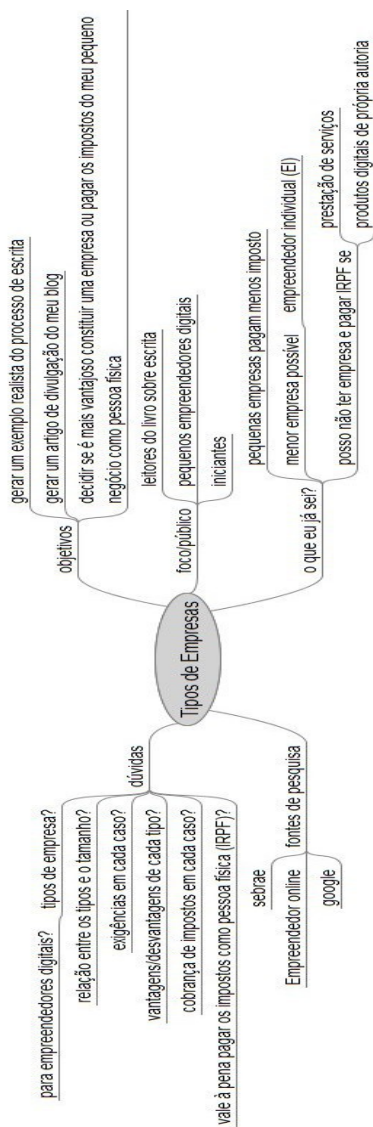 Tipos de Empresas
objetivos
gerar um exemplo realista do processo de escrita
gerar um artigo de divulgação do meu blog
decidir se é mais vantajoso constituir uma empresa ou pagar os impostos do meu pequeno
negócio como pessoa física
foco/público
leitores do livro sobre escrita
pequenos empreendedores digitais
iniciantes
o que eu já sei?
pequenas empresas pagam menos imposto
menor empresa possível
empreendedor individual (EI)
posso não ter empresa e pagar IRPF se
prestação de serviços
produtos digitais de própria autoria
dúvidas
tipos de empresa?
para empreendedores digitais?
relação entre os tipos e o tamanho?
exigências em cada caso?
vantagens/desvantagens de cada tipo?
cobrança de impostos em cada caso?
vale à pena pagar os impostos como pessoa física (IRPF)?
fontes de pesquisa
sebrae
Empreendedor online
google